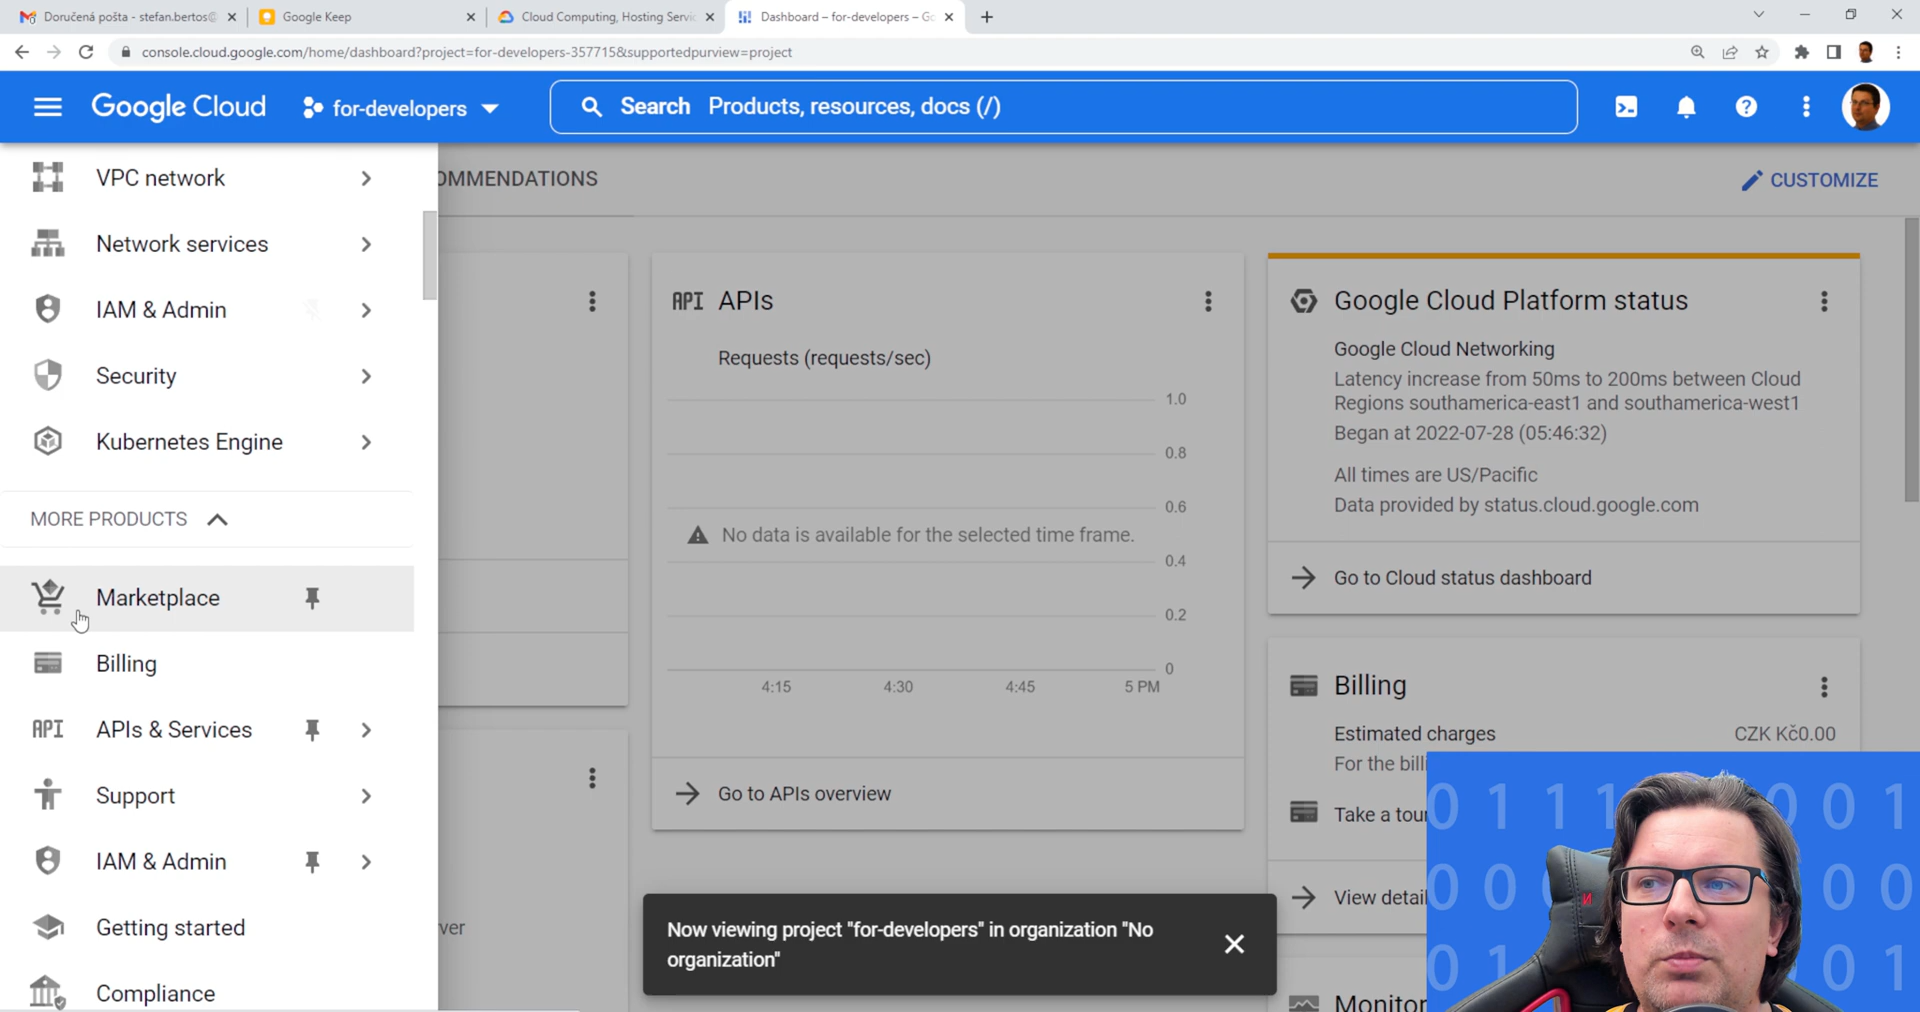 Doručená pošta - stefan.bertos@
Google Keep
Cloud Computing, Hosting Servic
Dashboard – for-developers – Go
console.cloud.google.com/home/dashboard?project=for-developers-357715&supportedpurview=project
Google Cloud
for-developers
Search Products, resources, docs (/)
VPC network
Network services
IAM & Admin
Security
Kubernetes Engine
MORE PRODUCTS
Marketplace
Billing
API APIs & Services
Support
IAM & Admin
Getting started
Compliance
OMMENDATIONS
CUSTOMIZE
ver
API APIs
Requests (requests/sec)
1.0
0.8
0.6
No data is available for the selected time frame.
0.4
0.2
0
4:15 4:30 4:45 5 PM
Go to APIs overview
Google Cloud Platform status
Google Cloud Networking
Latency increase from 50ms to 200ms between Cloud
Regions southamerica-east1 and southamerica-west1
Began at 2022-07-28 (05:46:32)
All times are US/Pacific
Data provided by status.cloud.google.com
Go to Cloud status dashboard
Billing
Estimated charges CZK Kč0.00
For the bill
Take a tour
View detail
Monitor
Now viewing project "for-developers" in organization "No
organization"